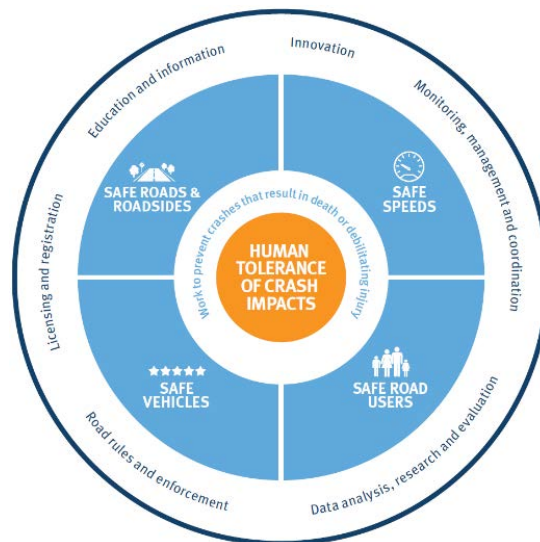 Innovation
Education and information
Monitoring, management and coordination
Licensing and registration
SAFE ROADS &
ROADSIDES
SAFE
SPEEDS
Work to prevent crashes that result in death or debilitating injury
HUMAN
TOLERANCE
OF CRASH
IMPACTS
SAFE
VEHICLES
SAFE ROAD
USERS
Road rules and enforcement
Data analysis, research and evaluation